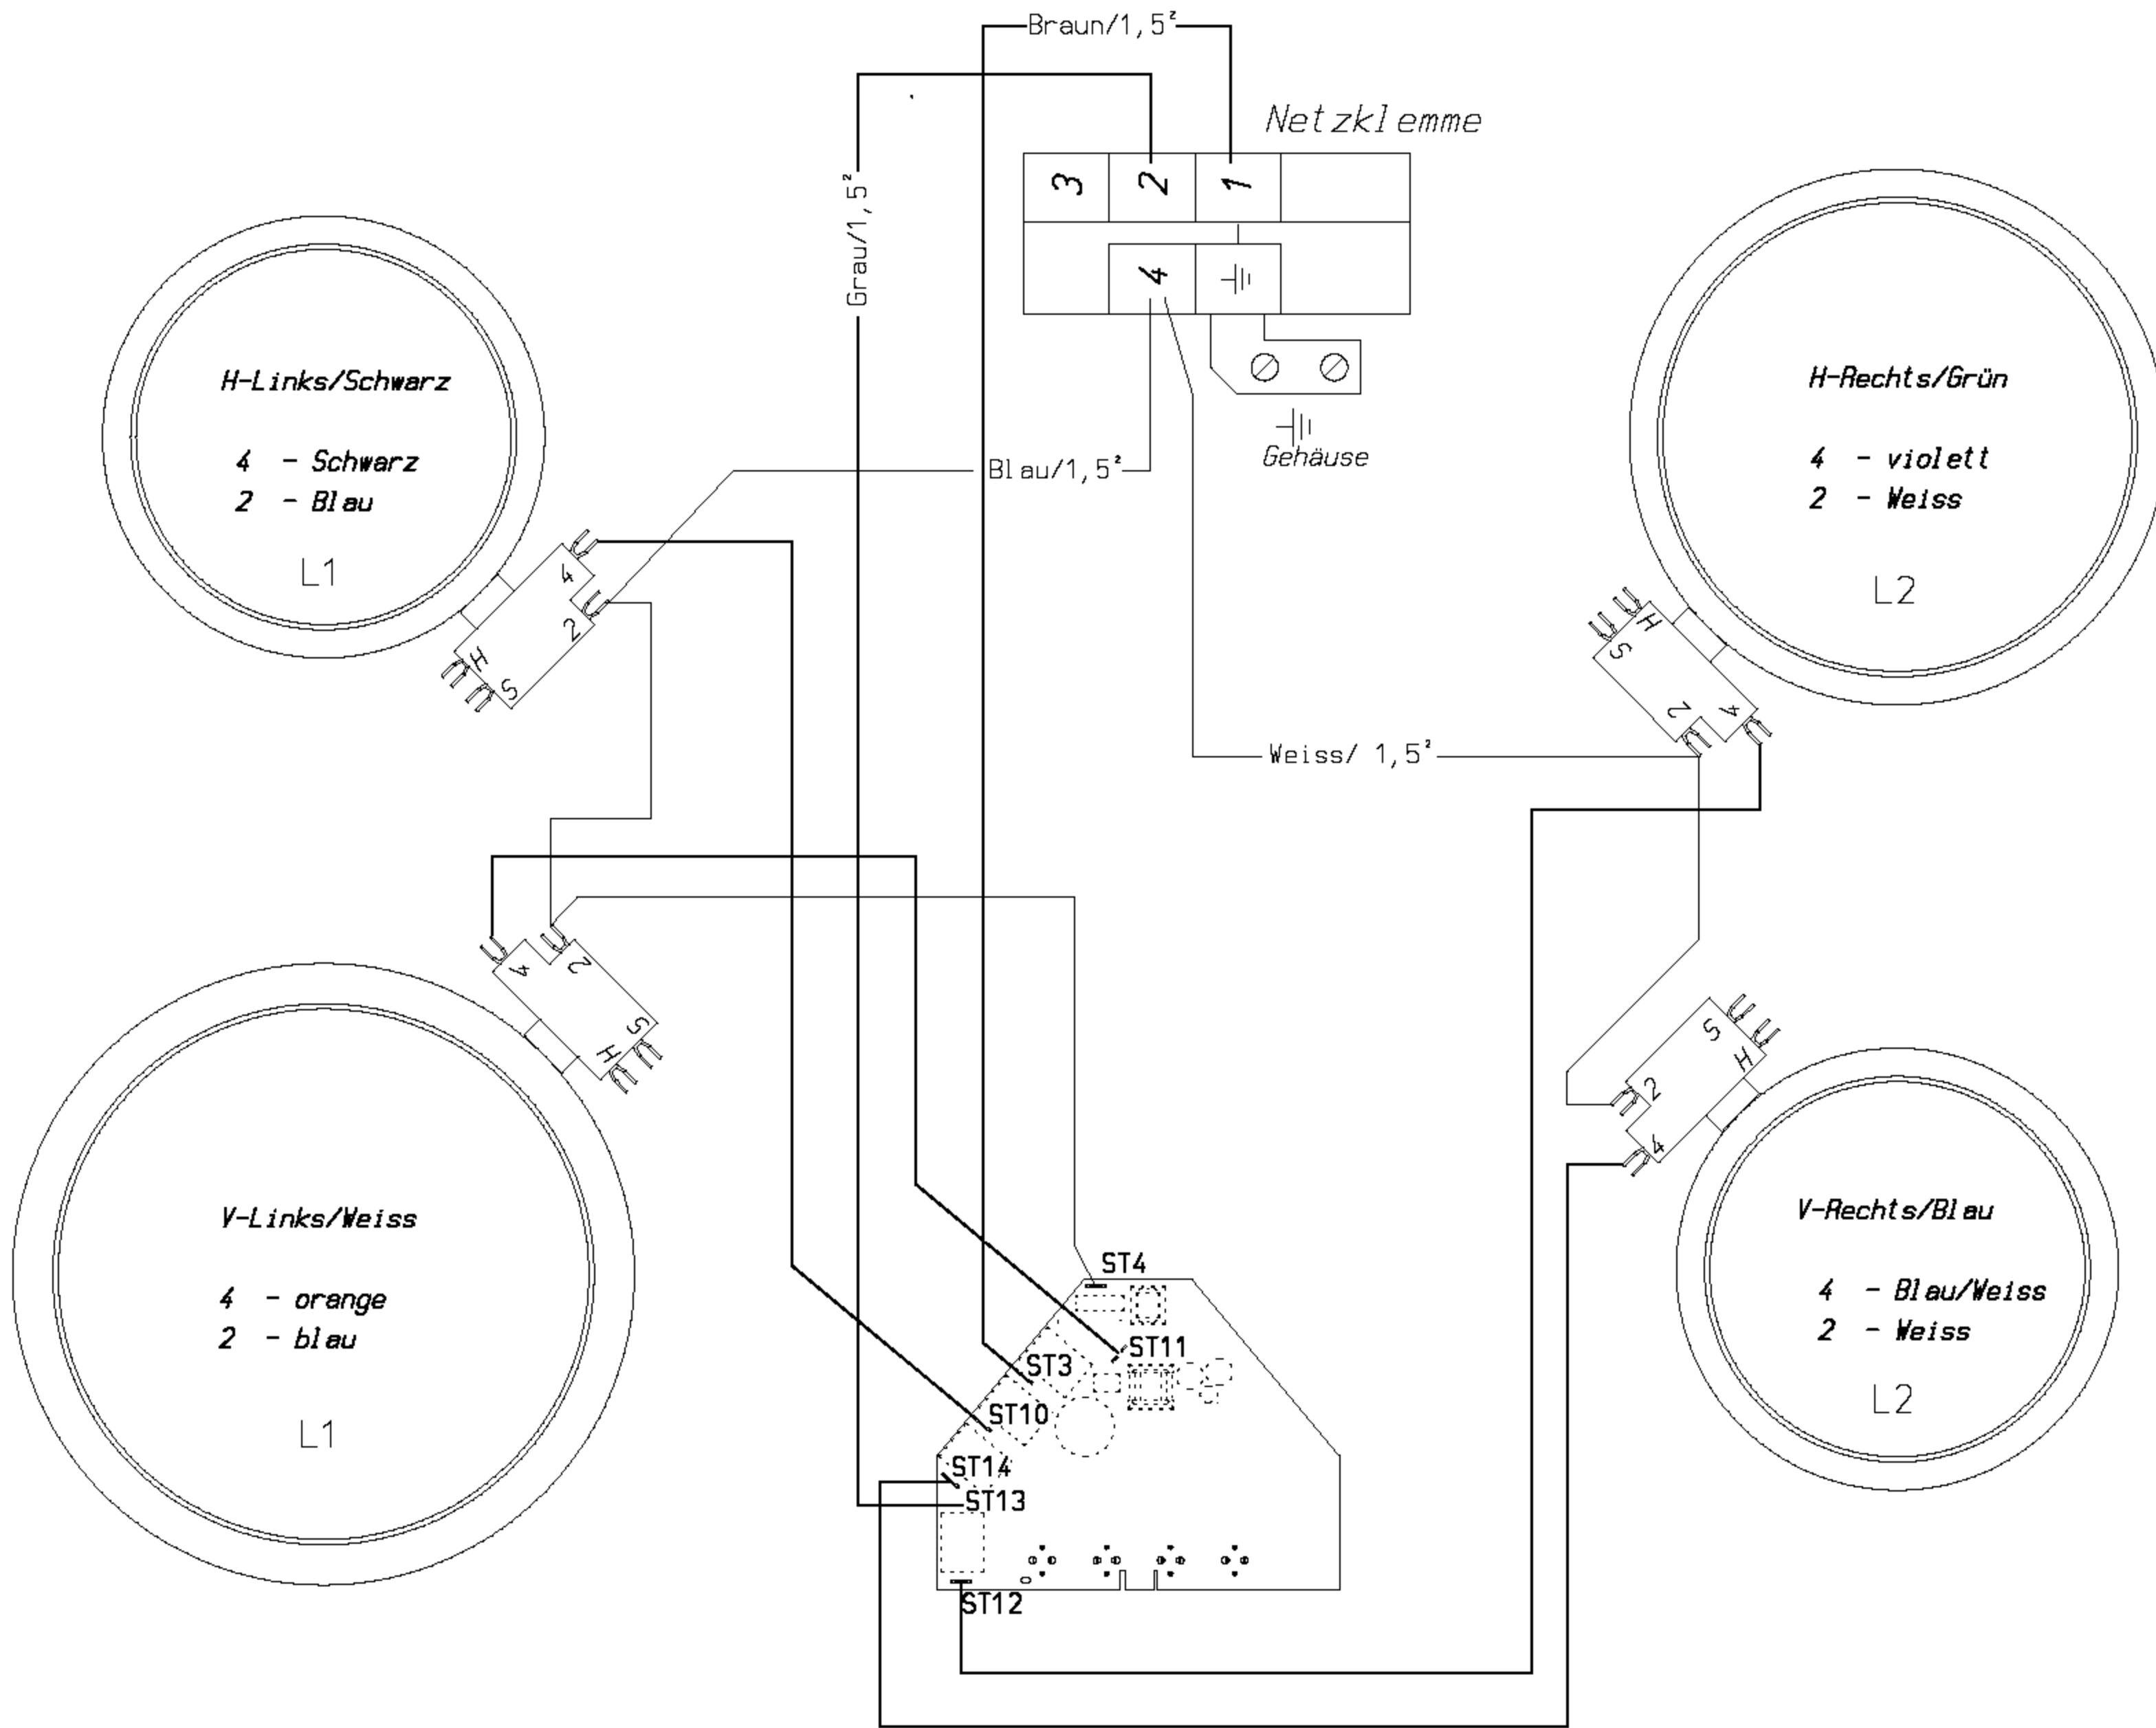 Braun/1,5²
Netzklemme
Grau/1,5²
3 2 1
4
Gehäuse
H-Links/Schwarz
4 - Schwarz
2 - Blau
L1
4
2
H
S
Blau/1,5²
H-Rechts/Grün
4 - violett
2 - Weiss
L2
H
S
2
4
Weiss/ 1,5²
4
2
S
H
S
H
2
4
V-Links/Weiss
4 - orange
2 - blau
L1
V-Rechts/Blau
4 - Blau/Weiss
2 - Weiss
L2
ST4
ST11
ST3
ST10
ST14
ST13
ST12